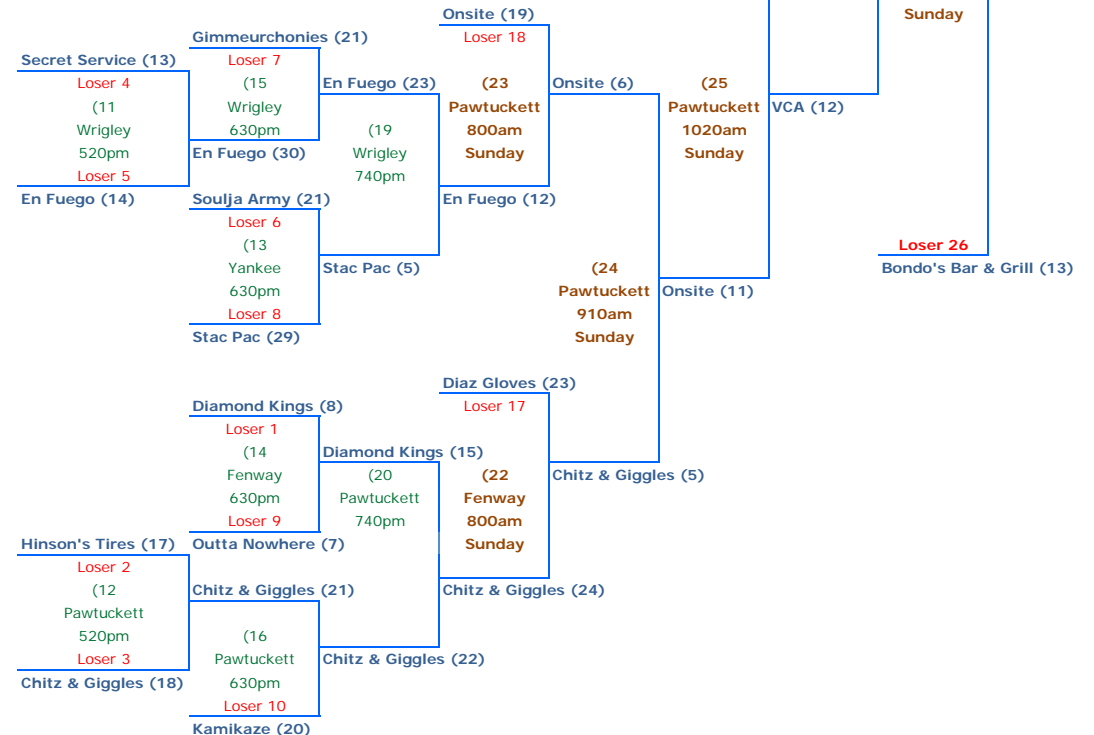 Onsite (19)
Sunday
Gimmeurchonies (21)
Loser 18
Secret Service (13)
Loser 7
Loser 4
(15
En Fuego (23)
(23
Onsite (6)
(25
(11
Wrigley
Pawtuckett
Pawtuckett
VCA (12)
Wrigley
630pm
(19
800am
1020am
520pm
En Fuego (30)
Wrigley
Sunday
Sunday
Loser 5
740pm
En Fuego (14)
Soulja Army (21)
En Fuego (12)
Loser 6
(13
Loser 26
Yankee
Stac Pac (5)
(24
Bondo's Bar & Grill (13)
630pm
Pawtuckett
Onsite (11)
Loser 8
910am
Stac Pac (29)
Sunday
Diaz Gloves (23)
Diamond Kings (8)
Loser 17
Loser 1
(14
Diamond Kings (15)
Fenway
(20
(22
Chitz & Giggles (5)
630pm
Pawtuckett
Fenway
Loser 9
740pm
800am
Hinson's Tires (17)
Outta Nowhere (7)
Sunday
Loser 2
(12
Chitz & Giggles (21)
Chitz & Giggles (24)
Pawtuckett
520pm
(16
Loser 3
Pawtuckett
Chitz & Giggles (22)
Chitz & Giggles (18)
630pm
Loser 10
Kamikaze (20)